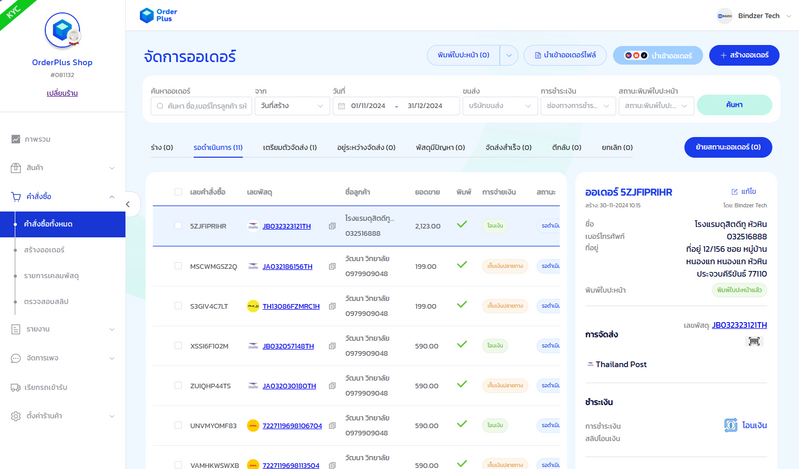 KYC
OrderPlus Shop
#081132
เปลี่ยนร้าน
ภาพรวม
สินค้า
คำสั่งซื้อ
คำสั่งซื้อทั้งหมด
สร้างออเดอร์
รายการเคลมพัสดุ
ตรวจสอบสลิป
รายงาน
จัดการเพจ
เรียกรถเข้ารับ
ตั้งค่าร้านค้า
Order
Plus
Bindzer Tech
จัดการออเดอร์
พิมพ์ใบปะหน้า (0)
นำเข้าออเดอร์ไฟล์
นำเข้าออเดอร์
+ สร้างออเดอร์
ค้นหาออเดอร์ จาก วันที่ ขนส่ง การชำระเงิน สถานะพิมพ์ใบปะหน้า
ค้นหา ชื่อ,เบอร์โทรลูกค้า รหั วันที่สร้าง 01/11/2024 - 31/12/2024 บริษัทขนส่ง ช่องทางการชำร... สถานะพิมพ์ใบปะ... ค้นหา
ร่าง (0) รอดำเนินการ (11) เตรียมตัวจัดส่ง (1) อยู่ระหว่างจัดส่ง (0) พัสดุมีปัญหา (0) จัดส่งสำเร็จ (0) ตีกลับ (0) ยกเลิก (0)
ย้ายสถานะออเดอร์ (0)
เลขคำสั่งซื้อ เลขพัสดุ ชื่อลูกค้า ยอดขาย พิมพ์ การจ่ายเงิน สถานะ
5ZJFIPRIHR JB032323121TH โรงแรมดุสิตดีทู... 032516888 2,123.00 โอนเงิน รอดำเนิน
MSCWMGSZ2Q JA032186156TH วัฒนา วิทยาลัย 0979909048 199.00 เก็บเงินปลายทาง รอดำเนิน
S3GIV4C7LT TH13086FZMRC1H วัฒนา วิทยาลัย 0979909048 199.00 เก็บเงินปลายทาง รอดำเนิน
XSSI6F102M JB032057148TH วัฒนา วิทยาลัย 0979909048 590.00 โอนเงิน รอดำเนิน
ZUIQHP44TS JA032030180TH วัฒนา วิทยาลัย 0979909048 590.00 เก็บเงินปลายทาง รอดำเนิน
UNVMYOMF83 7227119698106704 วัฒนา วิทยาลัย 0979909048 590.00 โอนเงิน รอดำเนิน
VAMHKWSWXB 7227119698113504 วัฒนา วิทยาลัย 590.00 เก็บเงินปลายทาง รอดำเนิน
ออเดอร์ 5ZJFIPRIHR แก้ไข
สร้าง: 30-11-2024 10:15 โดย Bindzer Tech
ชื่อ โรงแรมดุสิตดีทู หัวหิน
เบอร์โทรศัพท์ 032516888
ที่อยู่ ที่อยู่ 12/156 ซอย หมู่บ้าน
หนองแก หนองแก หัวหิน
ประจวบคีรีขันธ์ 77110
พิมพ์ใบปะหน้า พิมพ์ใบปะหน้าแล้ว
การจัดส่ง เลขพัสดุ JB032323121TH
Thailand Post
ชำระเงิน
การชำระเงิน โอนเงิน
สลิปโอนเงิน